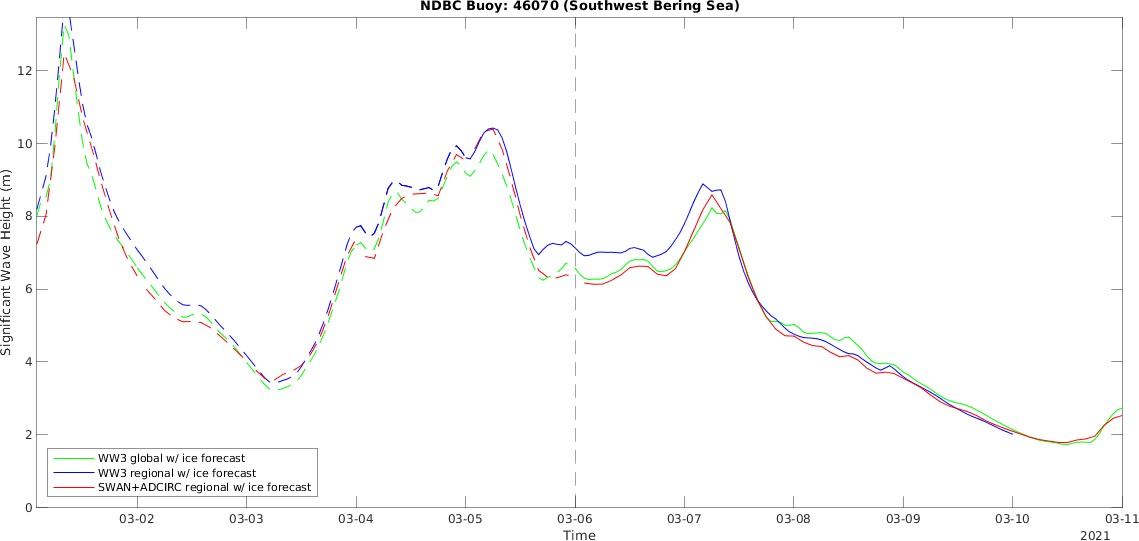 NDBC Buoy: 46070 (Southwest Bering Sea)
Significant Wave Height (m)
12
10
8
6
4
2
0
WW3 global w/ ice forecast
WW3 regional w/ ice forecast
SWAN+ADCIRC regional w/ ice forecast
03-02 03-03 03-04 03-05 03-06 03-07 03-08 03-09 03-10 03-11
Time
2021